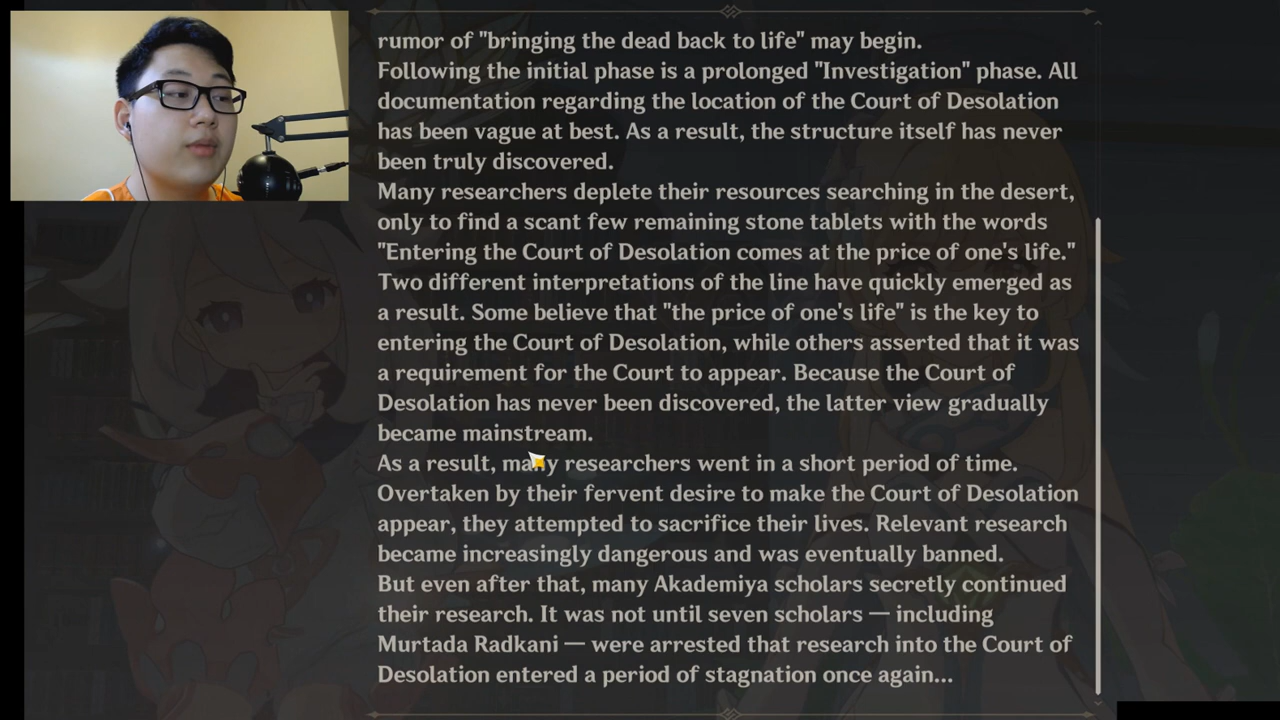 rumor of "bringing the dead back to life" may begin.
Following the initial phase is a prolonged "Investigation" phase. All
documentation regarding the location of the Court of Desolation
has been vague at best. As a result, the structure itself has never
been truly discovered.
Many researchers deplete their resources searching in the desert,
only to find a scant few remaining stone tablets with the words
"Entering the Court of Desolation comes at the price of one's life."
Two different interpretations of the line have quickly emerged as
a result. Some believe that "the price of one's life" is the key to
entering the Court of Desolation, while others asserted that it was
a requirement for the Court to appear. Because the Court of
Desolation has never been discovered, the latter view gradually
became mainstream.
As a result, many researchers went in a short period of time.
Overtaken by their fervent desire to make the Court of Desolation
appear, they attempted to sacrifice their lives. Relevant research
became increasingly dangerous and was eventually banned.
But even after that, many Akademiya scholars secretly continued
their research. It was not until seven scholars — including
Murtada Radkani — were arrested that research into the Court of
Desolation entered a period of stagnation once again...